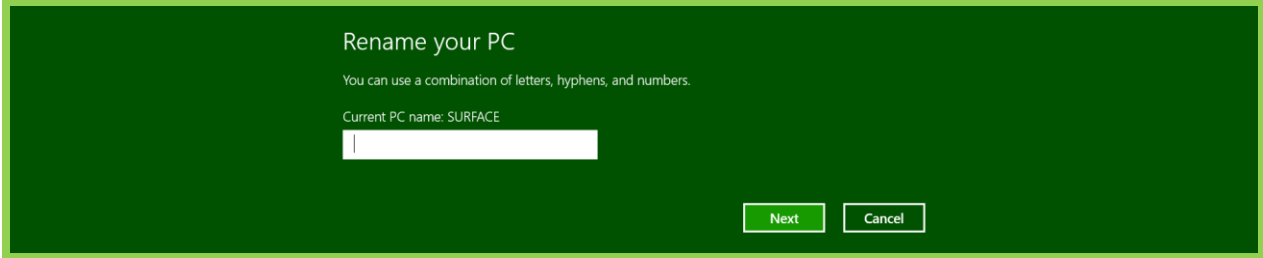 Rename your PC
You can use a combination of letters, hyphens, and numbers.
Current PC name: SURFACE
Next Cancel